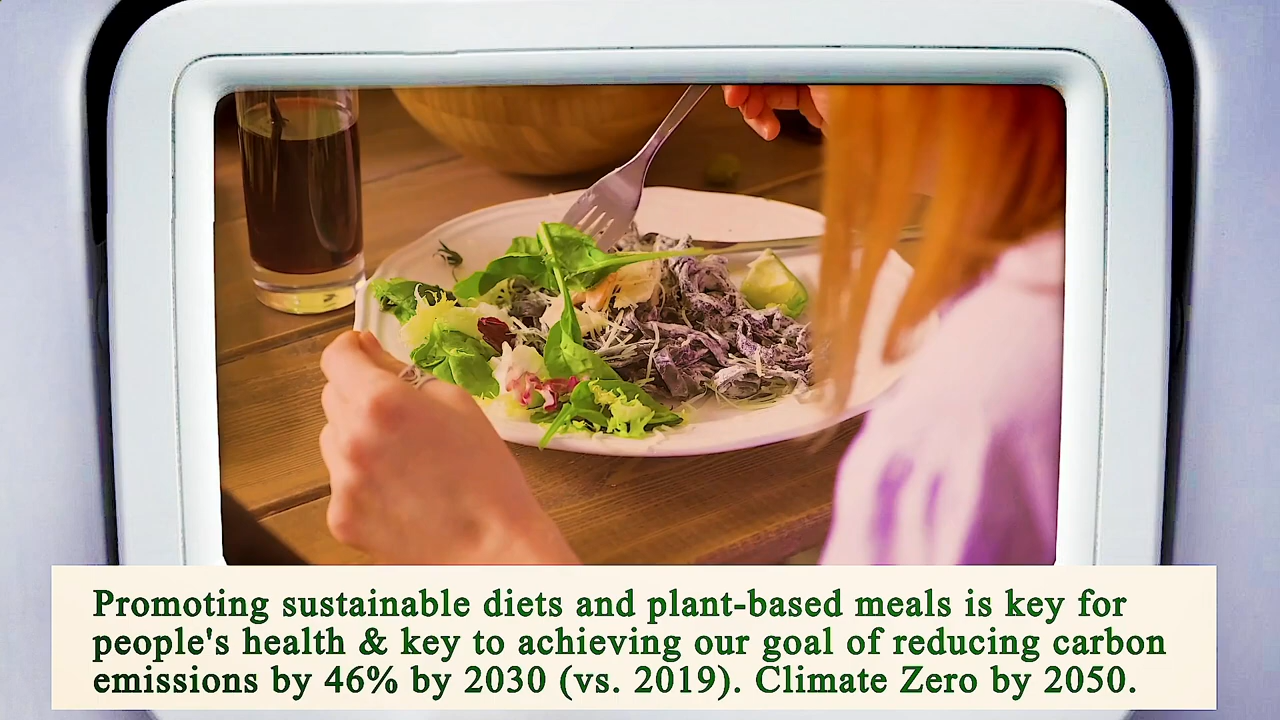 Promoting sustainable diets and plant-based meals is key for
people's health & key to achieving our goal of reducing carbon
emissions by 46% by 2030 (vs. 2019). Climate Zero by 2050.